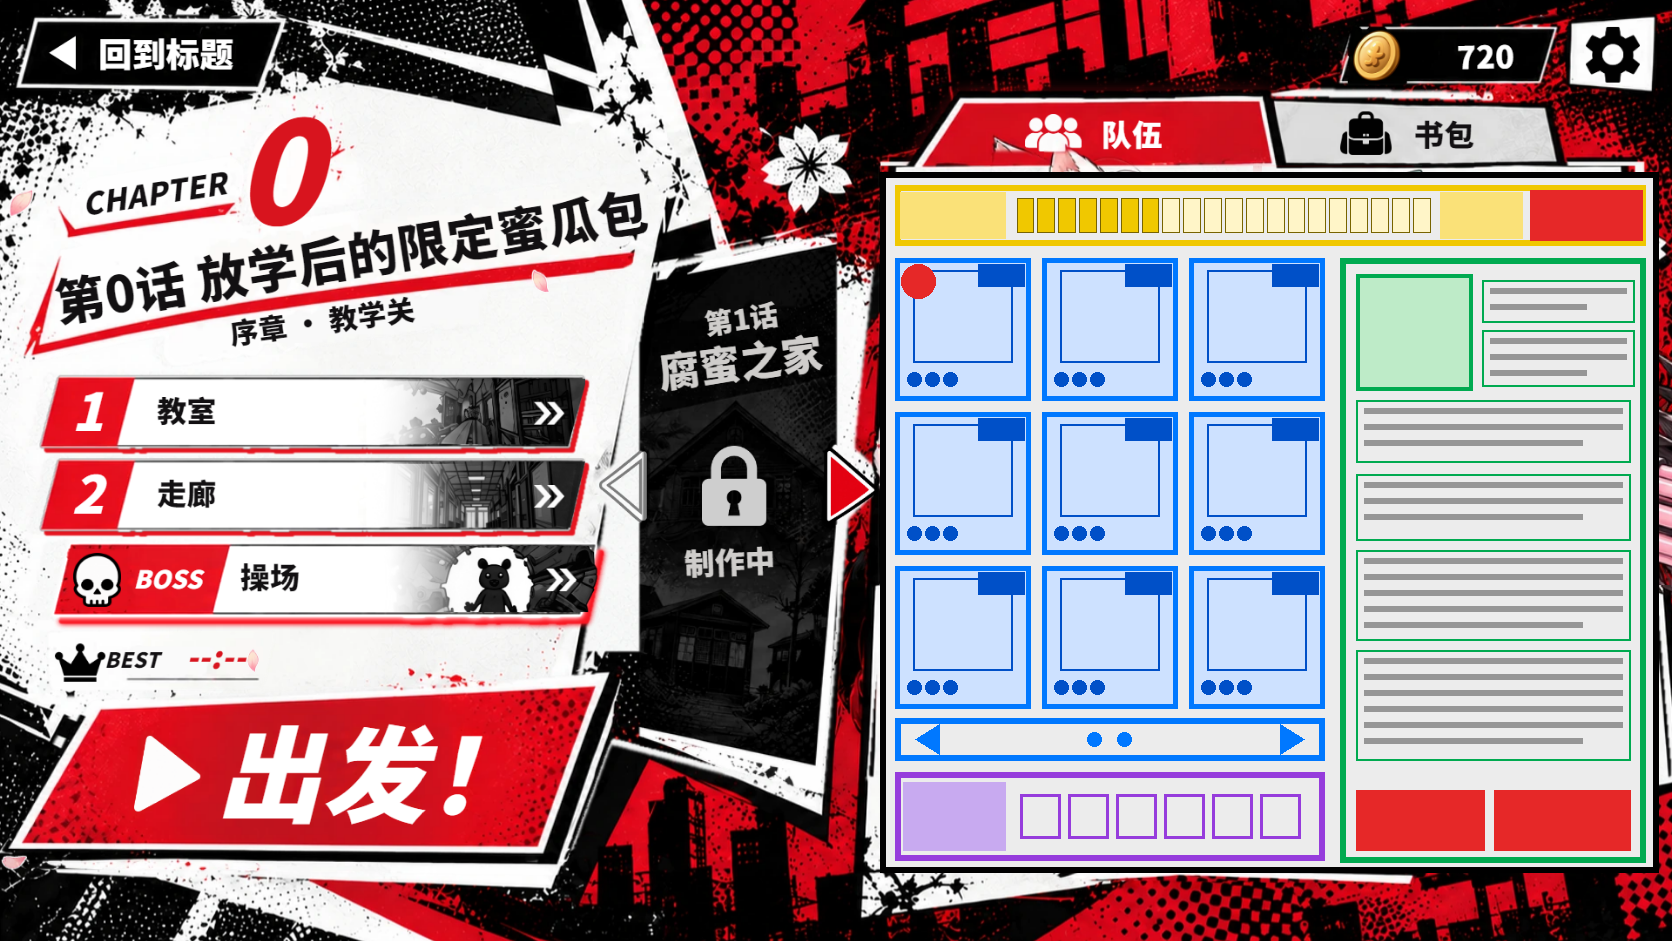 回到标题
720
队伍
书包
CHAPTER 0
第0话 放学后的限定蜜瓜包
序章・教学关
1 教室
2 走廊
BOSS 操场
BEST --:--
出发!
第1话
腐蜜之家
制作中